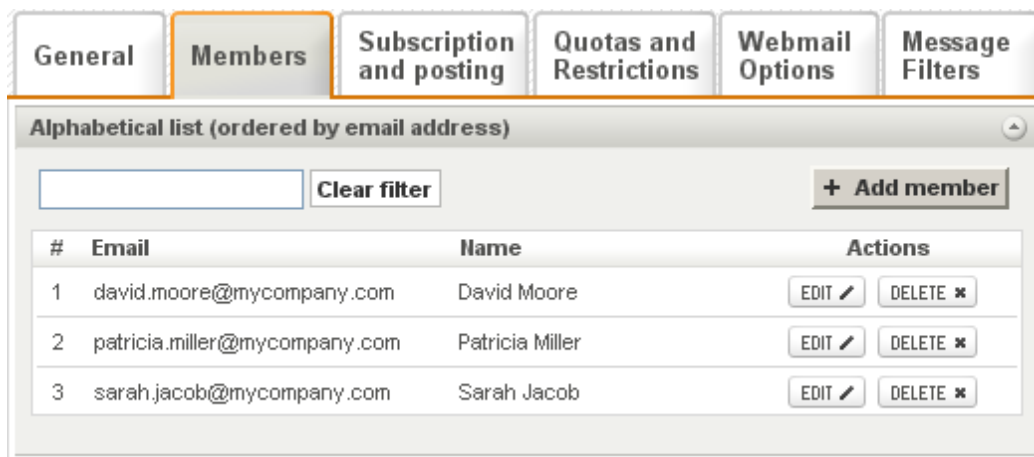 General
Members
Subscription
and posting
Quotas and
Restrictions
Webmail
Options
Message
Filters
Alphabetical list (ordered by email address)
Clear filter
+ Add member
# Email Name Actions
1 david.moore@mycompany.com David Moore EDIT DELETE
2 patricia.miller@mycompany.com Patricia Miller EDIT DELETE
3 sarah.jacob@mycompany.com Sarah Jacob EDIT DELETE